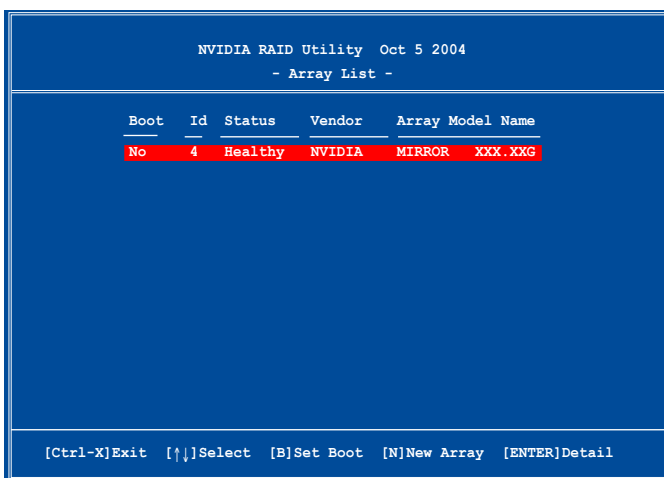 NVIDIA RAID Utility Oct 5 2004
- Array List -
Boot Id Status Vendor Array Model Name
No 4 Healthy NVIDIA MIRROR XXX.XXG
[Ctrl-X]Exit [↑↓]Select [B]Set Boot [N]New Array [ENTER]Detail